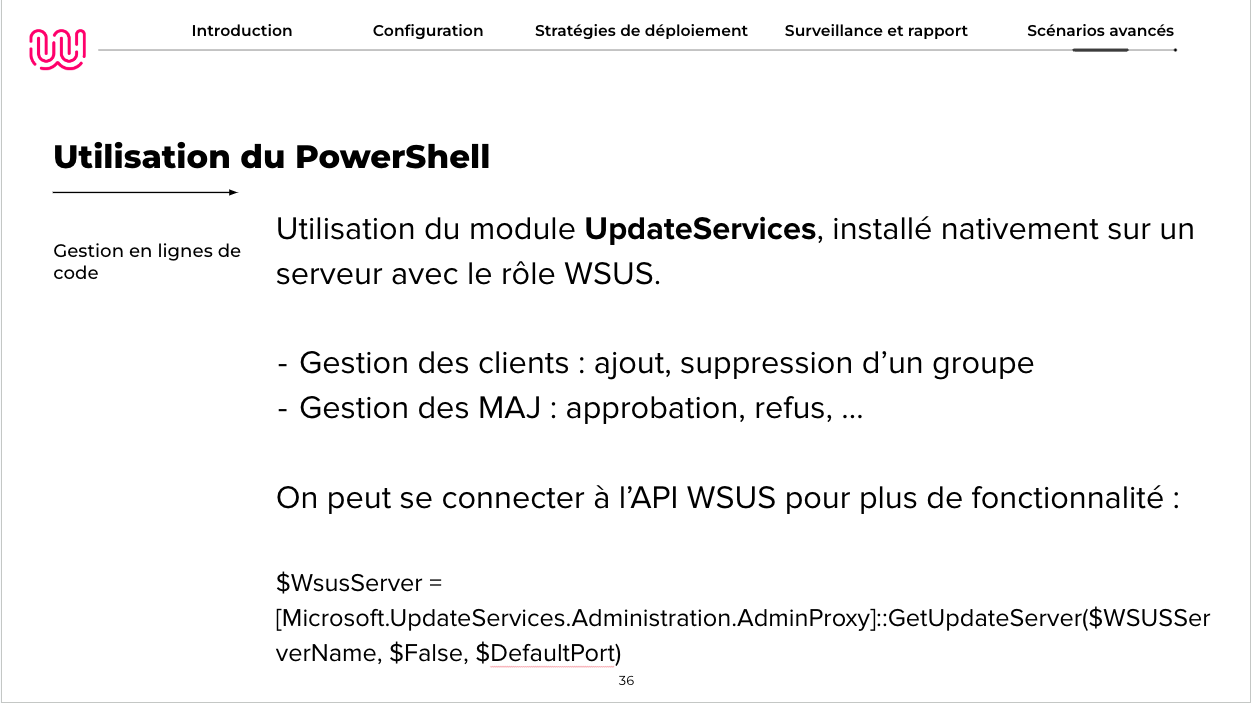 Introduction
Configuration
Stratégies de déploiement
Surveillance et rapport
Scénarios avancés
Utilisation du PowerShell
Gestion en lignes de
code
Utilisation du module UpdateServices, installé nativement sur un
serveur avec le rôle WSUS.
- Gestion des clients : ajout, suppression d’un groupe
- Gestion des MAJ : approbation, refus, ...
On peut se connecter à l’API WSUS pour plus de fonctionnalité :
$WsusServer =
[Microsoft.UpdateServices.Administration.AdminProxy]::GetUpdateServer($WSUSSer
verName, $False, $DefaultPort)
36